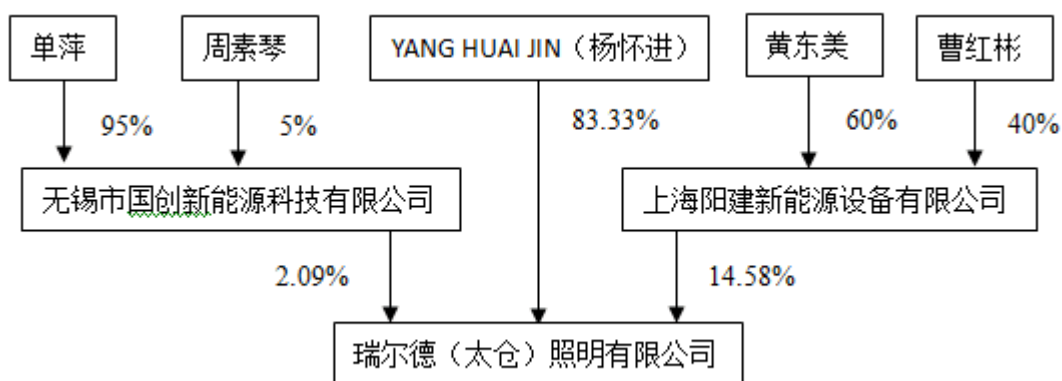 单萍
周素琴
YANG HUAI JIN（杨怀进）
黄东美
曹红彬
95%
5%
83.33%
60%
40%
无锡市国创新能源科技有限公司
上海阳建新能源设备有限公司
2.09%
14.58%
瑞尔德（太仓）照明有限公司